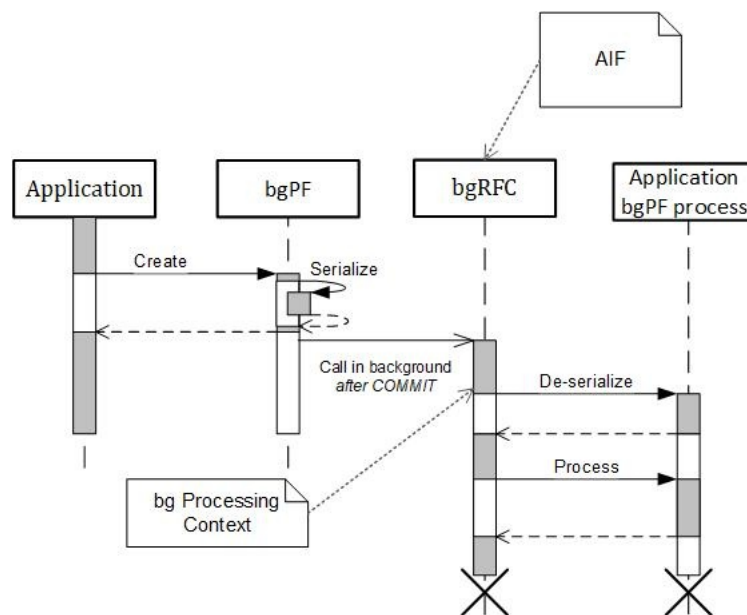 AIF
Application
bgPF
bgRFC
Application
bgPF process
Create
Serialize
Call in background
after COMMIT
De-serialize
Process
bg Processing
Context